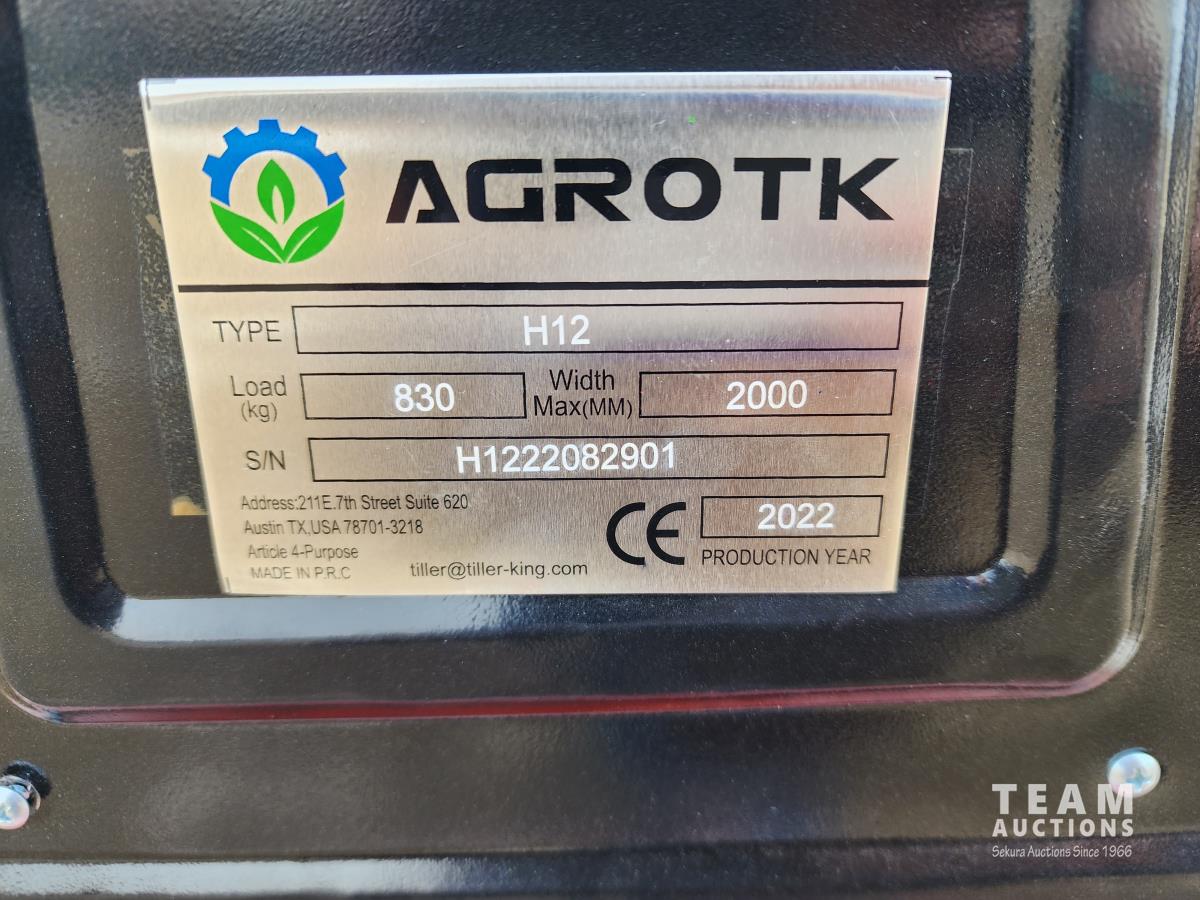 AGROTK
TYPE H12
Load (kg) 830 Width Max(MM) 2000
S/N H1222082901
Address:211E.7th Street Suite 620
Austin TX,USA 78701-3218
Article 4-Purpose
MADE IN P.R.C
tiller@tiller-king.com
CE 2022
PRODUCTION YEAR
TEAM
AUCTIONS
Sekura Auctions Since 1966